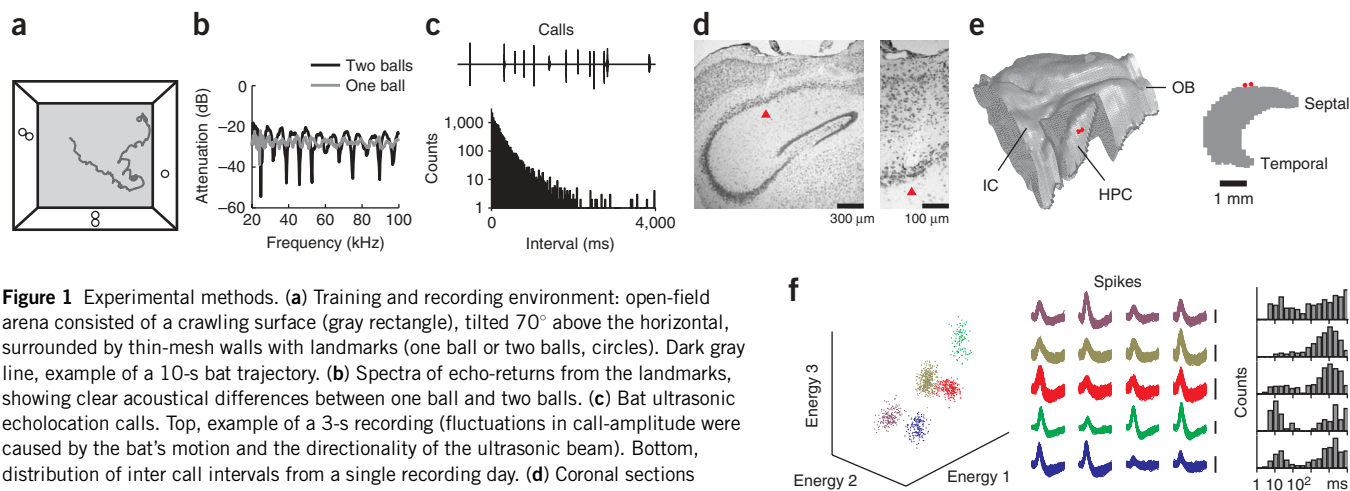 a
b
Two balls
One ball
0
–20
–40
–60
Attenuation (dB)
20 40 60 80 100
Frequency (kHz)
c
Calls
1,000
100
10
1
Counts
0 4,000
Interval (ms)
d
300 µm
100 µm
e
OB
IC
HPC
Septal
Temporal
1 mm
Figure 1 Experimental methods. (a) Training and recording environment: open-field
arena consisted of a crawling surface (gray rectangle), tilted 70° above the horizontal,
surrounded by thin-mesh walls with landmarks (one ball or two balls, circles). Dark gray
line, example of a 10-s bat trajectory. (b) Spectra of echo-returns from the landmarks,
showing clear acoustical differences between one ball and two balls. (c) Bat ultrasonic
echolocation calls. Top, example of a 3-s recording (fluctuations in call-amplitude were
caused by the bat's motion and the directionality of the ultrasonic beam). Bottom,
distribution of inter call intervals from a single recording day. (d) Coronal sections
f
Energy 3
Energy 2
Energy 1
Spikes
Counts
1 10 10² ms